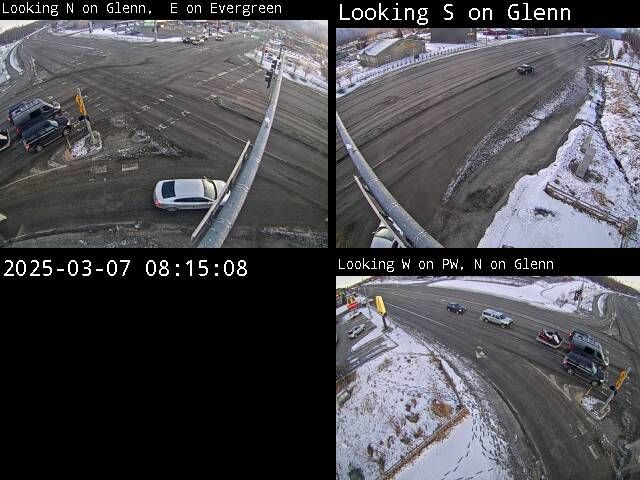 Looking N on Glenn,  E on Evergreen
Looking S on Glenn
2025-03-07 08:15:08
Looking W on PW, N on Glenn